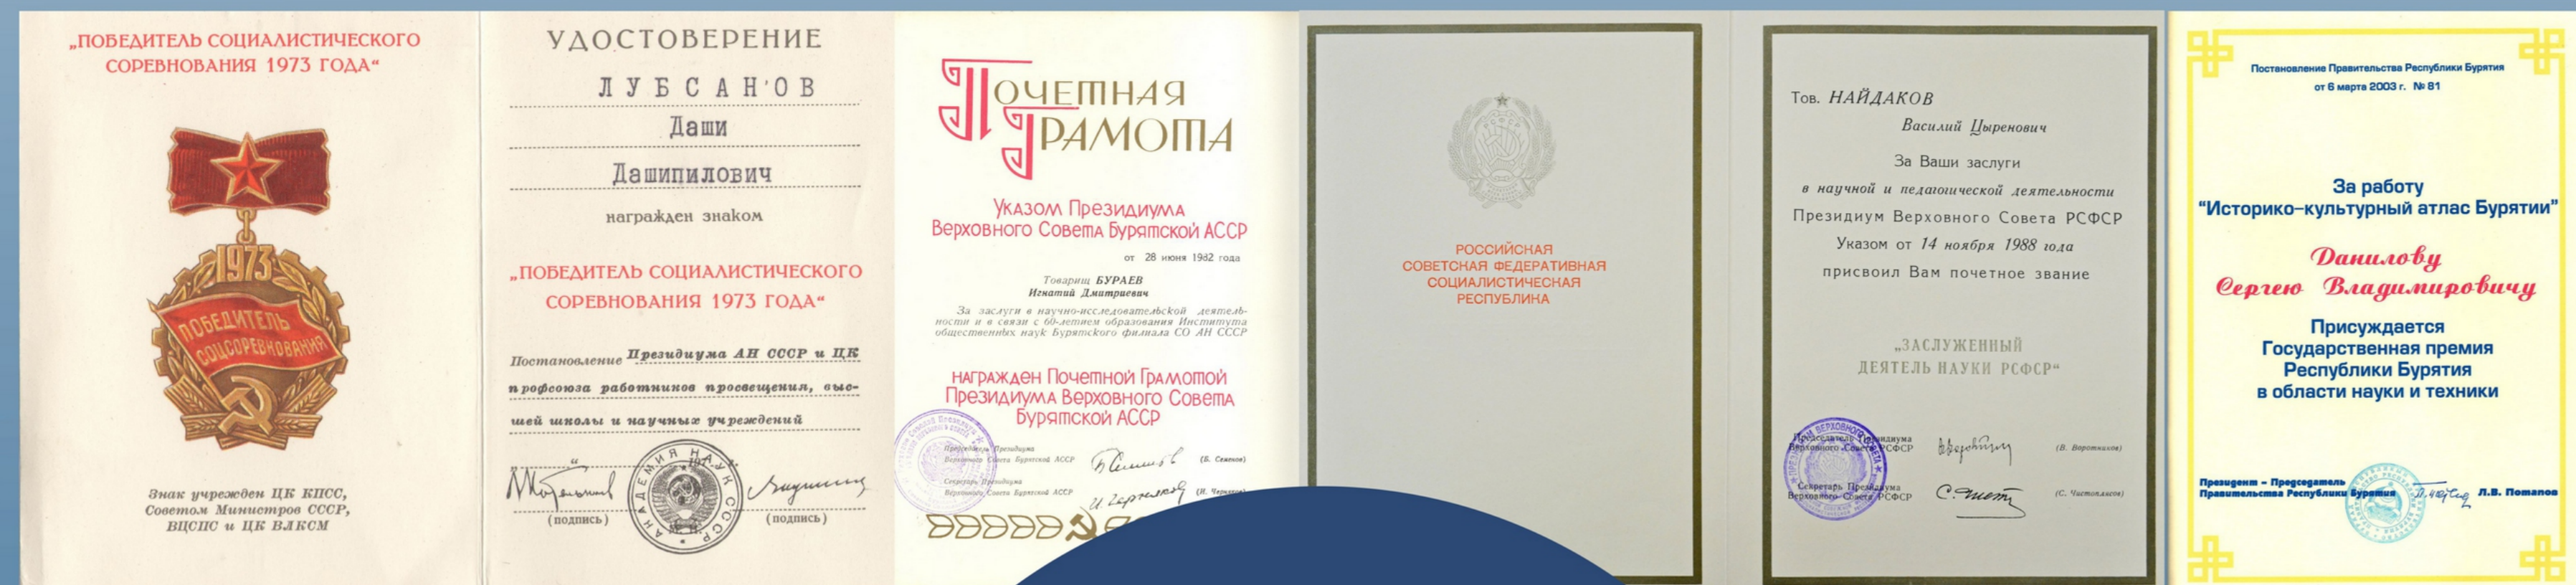 „ПОБЕДИТЕЛЬ СОЦИАЛИСТИЧЕСКОГО
СОРЕВНОВАНИЯ 1973 ГОДА“
1973
ПОБЕДИТЕЛЬ
СОЦСОРЕВНОВАНИЯ
Знак учрежден ЦК КПСС,
Советом Министров СССР,
ВЦСПС и ЦК ВЛКСМ
УДОСТОВЕРЕНИЕ
ЛУБСАНОВ
Даши
Дашипилович
награжден знаком
„ПОБЕДИТЕЛЬ СОЦИАЛИСТИЧЕСКОГО
СОРЕВНОВАНИЯ 1973 ГОДА“
Постановление Президиума АН СССР и ЦК
профсоюза работников просвещения, выс-
шей школы и научных учреждений
(подпись)
АКАДЕМИЯ НАУК СССР
(подпись)
ПОЧЕТНАЯ
ГРАМОТА
Указом Президиума
Верховного Совета Бурятской АССР
от 28 июня 1982 года
Товарищ БУРАЕВ
Игнатий Дмитриевич
За заслуги в научно-исследовательской деятель-
ности и в связи с 60-летием образования Института
общественных наук Бурятского филиала СО АН СССР
награжден Почетной Грамотой
Президиума Верховного Совета
Бурятской АССР
Председатель Президиума
Верховного Совета Бурятской АССР
(Б. Семенов)
Секретарь Президиума
Верховного Совета Бурятской АССР
РСФСР
РОССИЙСКАЯ
СОВЕТСКАЯ ФЕДЕРАТИВНАЯ
СОЦИАЛИСТИЧЕСКАЯ
РЕСПУБЛИКА
Тов. НАЙДАКОВ
Василий Цыренович
За Ваши заслуги
в научной и педагогической деятельности
Президиум Верховного Совета РСФСР
Указом от 14 ноября 1988 года
присвоил Вам почетное звание
„ЗАСЛУЖЕННЫЙ
ДЕЯТЕЛЬ НАУКИ РСФСР“
Председатель Президиума
Верховного Совета РСФСР
(В. Воротников)
Секретарь Президиума
Верховного Совета РСФСР
(С. Чистоплясов)
Постановление Правительства Республики Бурятия
от 6 марта 2003 г. № 81
За работу
“Историко-культурный атлас Бурятии”
Данилову
Сергею Владимировичу
Присуждается
Государственная премия
Республики Бурятия
в области науки и техники
Президент – Председатель
Правительства Республики Бурятия
Л.В. Потапов